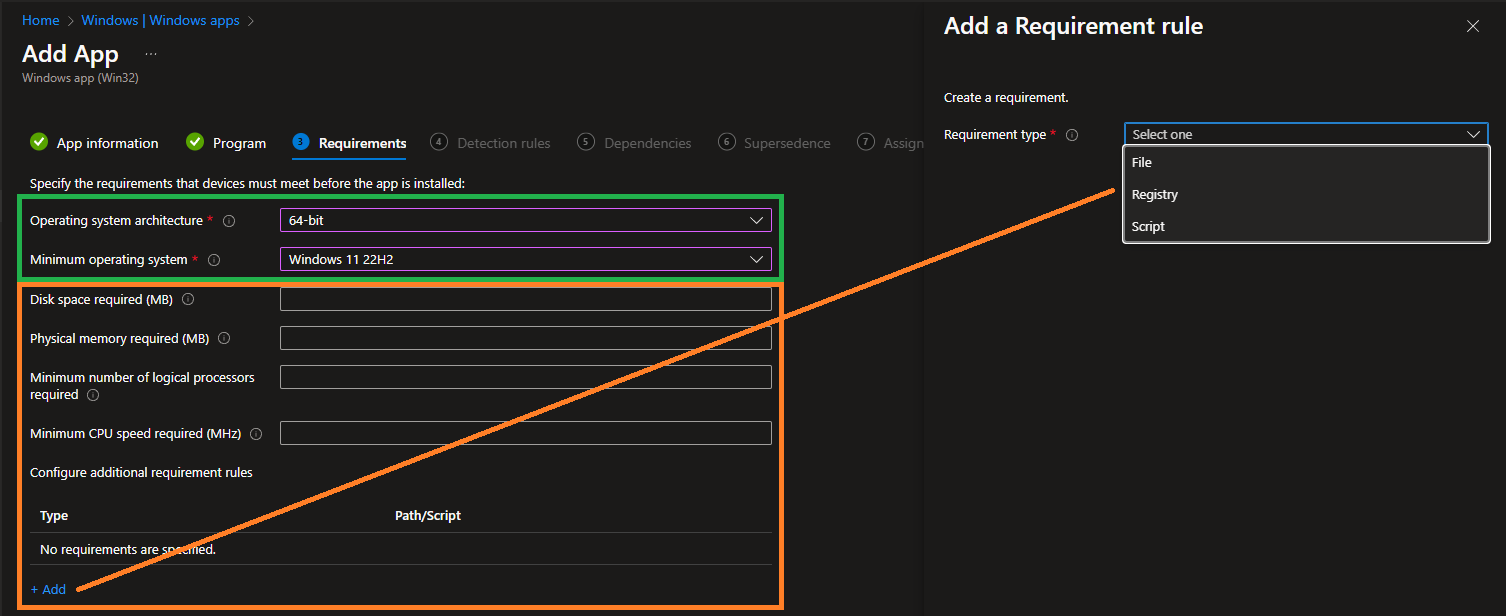 Home > Windows | Windows apps >
Add App ...
Windows app (Win32)
App information
Program
3 Requirements
4 Detection rules
5 Dependencies
6 Supersedence
7 Assign
Specify the requirements that devices must meet before the app is installed:
Operating system architecture *
64-bit
Minimum operating system *
Windows 11 22H2
Disk space required (MB)
Physical memory required (MB)
Minimum number of logical processors
required
Minimum CPU speed required (MHz)
Configure additional requirement rules
Type Path/Script
No requirements are specified.
+ Add
Add a Requirement rule
Create a requirement.
Requirement type *
Select one
File
Registry
Script